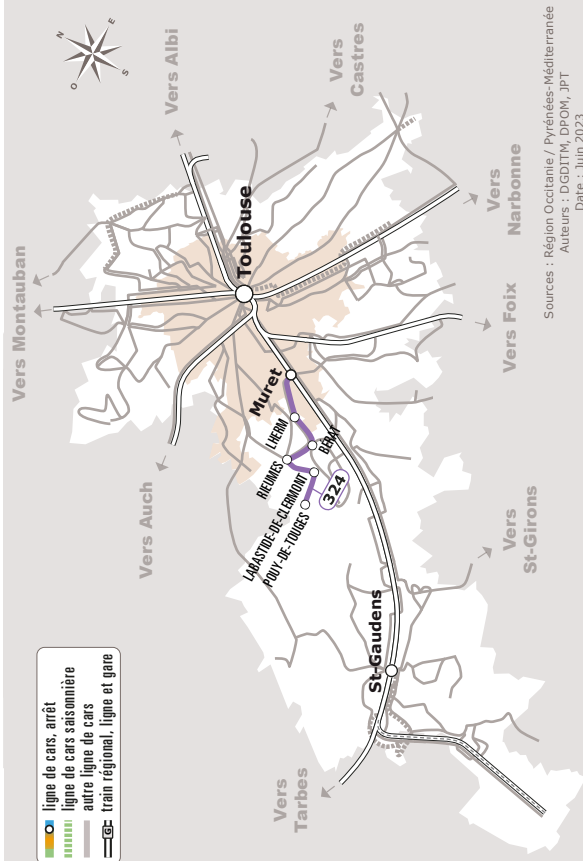 N
E
S
O
Vers Albi
Vers
Castres
Vers Montauban
Toulouse
Vers
Narbonne
Vers Foix
Muret
LHERM
BÉRAT
RIEUMES
LABASTIDE-DE-CLERMONT
POUY-DE-TOUGES
324
Vers Auch
Vers
St-Girons
St-Gaudens
Vers
Tarbes
ligne de cars, arrêt
ligne de cars saisonnière
autre ligne de cars
G train régional, ligne et gare
Sources : Région Occitanie / Pyrénées-Méditerranée
Auteurs : DGDITM, DPOM, JPT
Date : Juin 2023